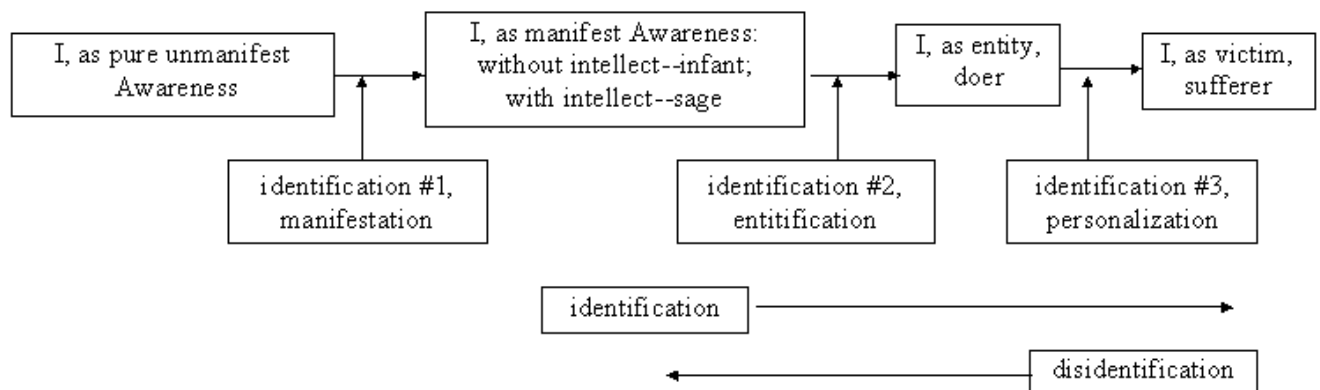 I, as pure unmanifest
Awareness
I, as manifest Awareness:
without intellect--infant;
with intellect--sage
I, as entity,
doer
I, as victim,
sufferer
identification #1,
manifestation
identification #2,
entitification
identification #3,
personalization
identification
disidentification